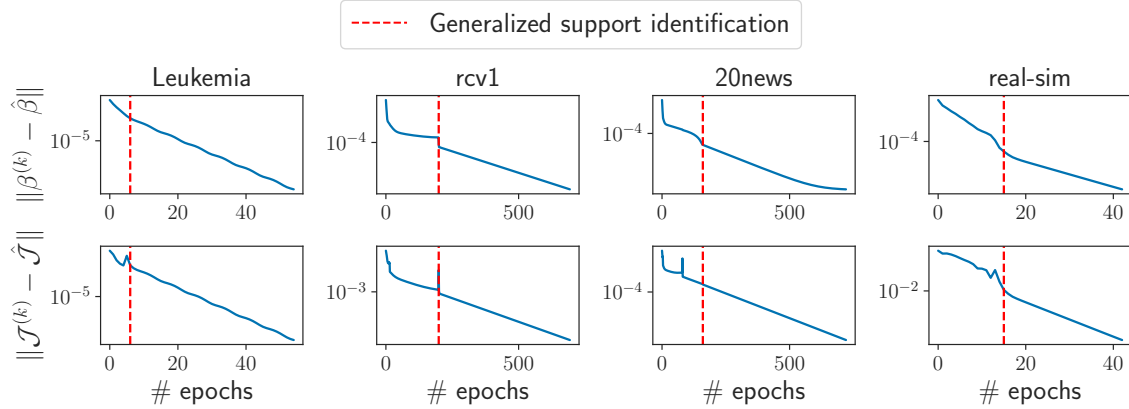 Generalized support identification
Leukemia
rcv1
20news
real-sim
‖β^(k) − β̂‖
10^−5
0 20 40
10^−4
0 500
10^−4
0 500
10^−4
0 20 40
‖𝒥^(k) − 𝒥̂‖
10^−5
0 20 40
10^−3
0 500
10^−4
0 500
10^−2
0 20 40
# epochs
# epochs
# epochs
# epochs